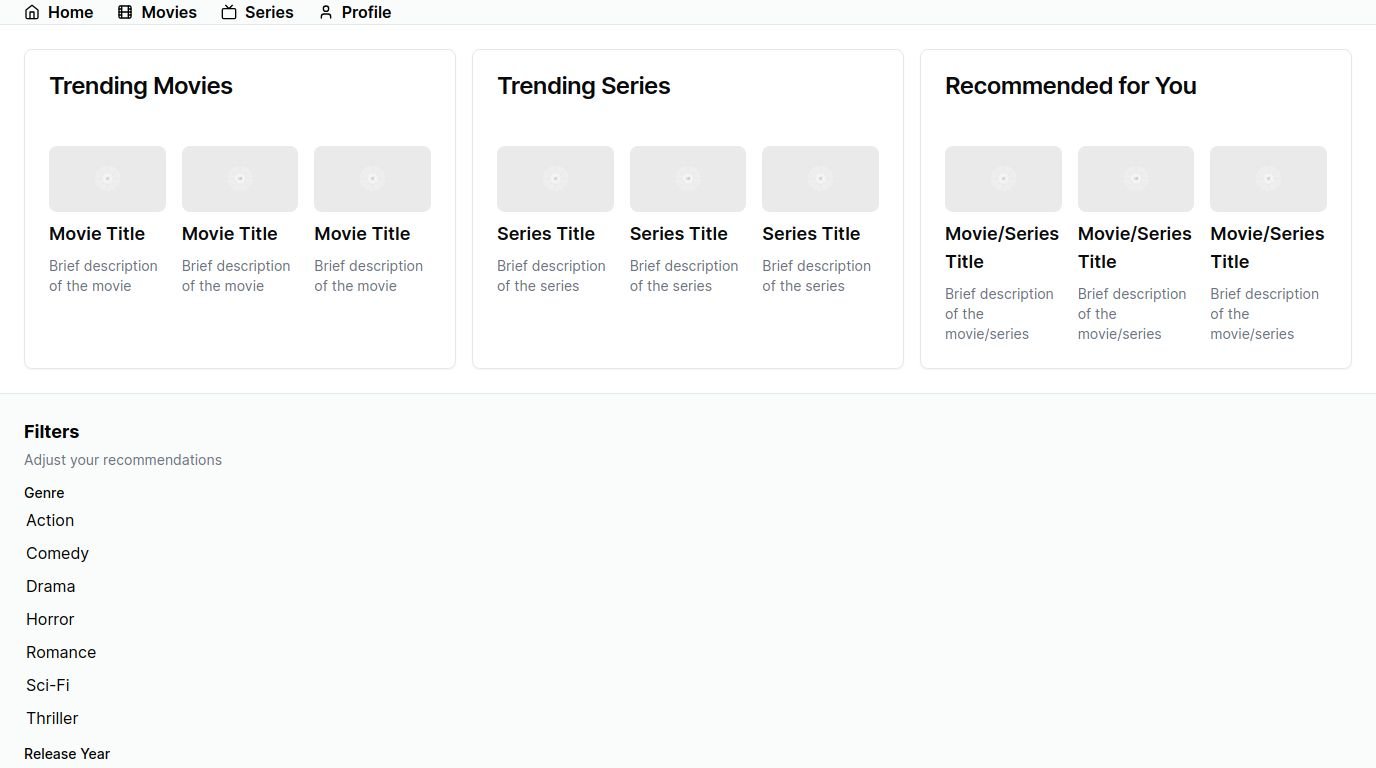 Home Movies Series Profile
Trending Movies
Movie Title Movie Title Movie Title
Brief description Brief description Brief description
of the movie of the movie of the movie
Trending Series
Series Title Series Title Series Title
Brief description Brief description Brief description
of the series of the series of the series
Recommended for You
Movie/Series Movie/Series Movie/Series
Title Title Title
Brief description Brief description Brief description
of the of the of the
movie/series movie/series movie/series
Filters
Adjust your recommendations
Genre
Action
Comedy
Drama
Horror
Romance
Sci-Fi
Thriller
Release Year